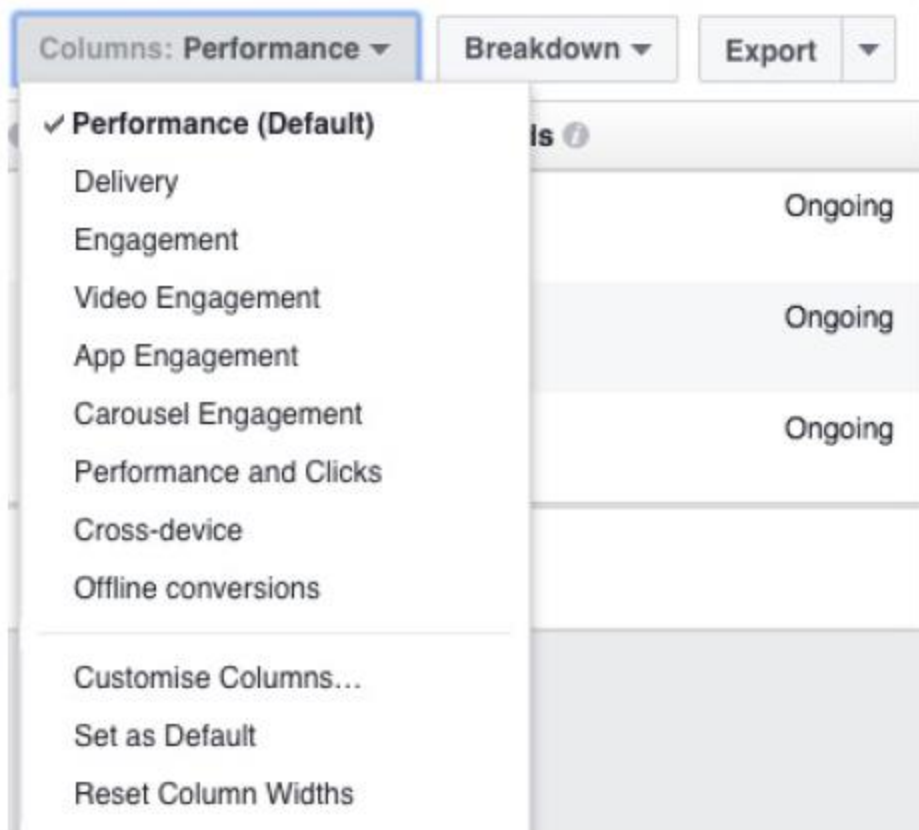 Columns: Performance Breakdown Export
Performance (Default)
ls
Delivery
Ongoing
Engagement
Video Engagement
Ongoing
App Engagement
Carousel Engagement
Ongoing
Performance and Clicks
Cross-device
Offline conversions
Customise Columns...
Set as Default
Reset Column Widths